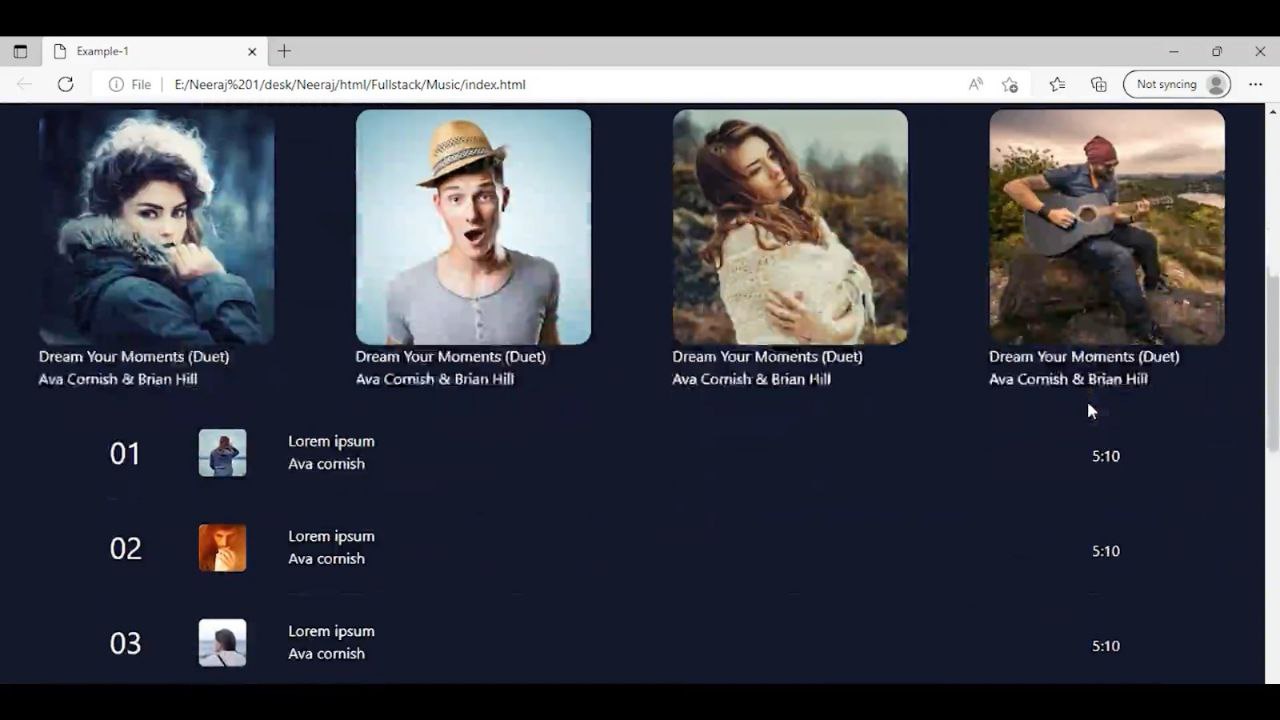 Example-1
File
E:/Neeraj%201/desk/Neeraj/html/Fullstack/Music/index.html
Not syncing
Dream Your Moments (Duet)
Ava Cornish & Brian Hill
Dream Your Moments (Duet)
Ava Cornish & Brian Hill
Dream Your Moments (Duet)
Ava Cornish & Brian Hill
Dream Your Moments (Duet)
Ava Cornish & Brian Hill
01
Lorem ipsum
Ava cornish
5:10
02
Lorem ipsum
Ava cornish
5:10
03
Lorem ipsum
Ava cornish
5:10